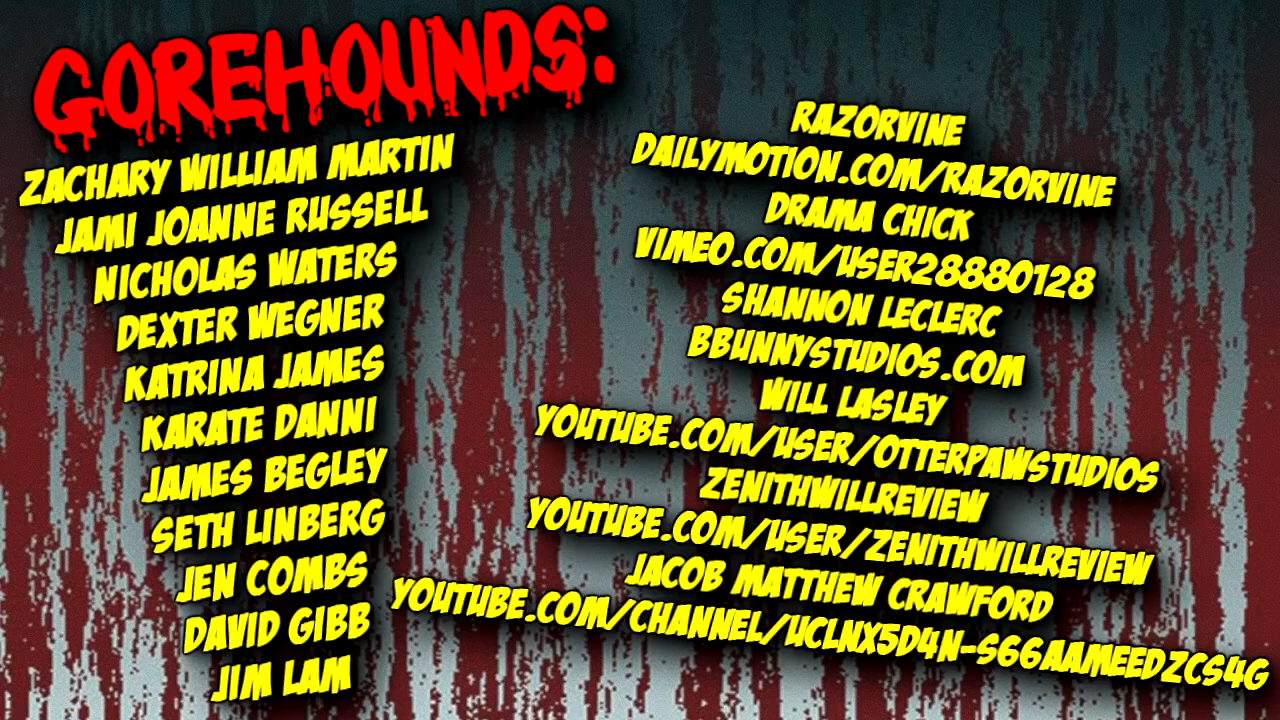 GOREHOUNDS:
ZACHARY WILLIAM MARTIN
JAMI JOANNE RUSSELL
NICHOLAS WATERS
DEXTER WEGNER
KATRINA JAMES
KARATE DANNI
JAMES BEGLEY
SETH LINBERG
JEN COMBS
DAVID GIBB
JIM LAM
RAZORVINE
DAILYMOTION.COM/RAZORVINE
DRAMA CHICK
VIMEO.COM/USER28880128
SHANNON LECLERC
BBUNNYSTUDIOS.COM
WILL LASLEY
YOUTUBE.COM/USER/OTTERPAWSTUDIOS
ZENITHWILLREVIEW
YOUTUBE.COM/USER/ZENITHWILLREVIEW
JACOB MATTHEW CRAWFORD
YOUTUBE.COM/CHANNEL/UCLNX5D4N-S66AAMEEDZCS4G